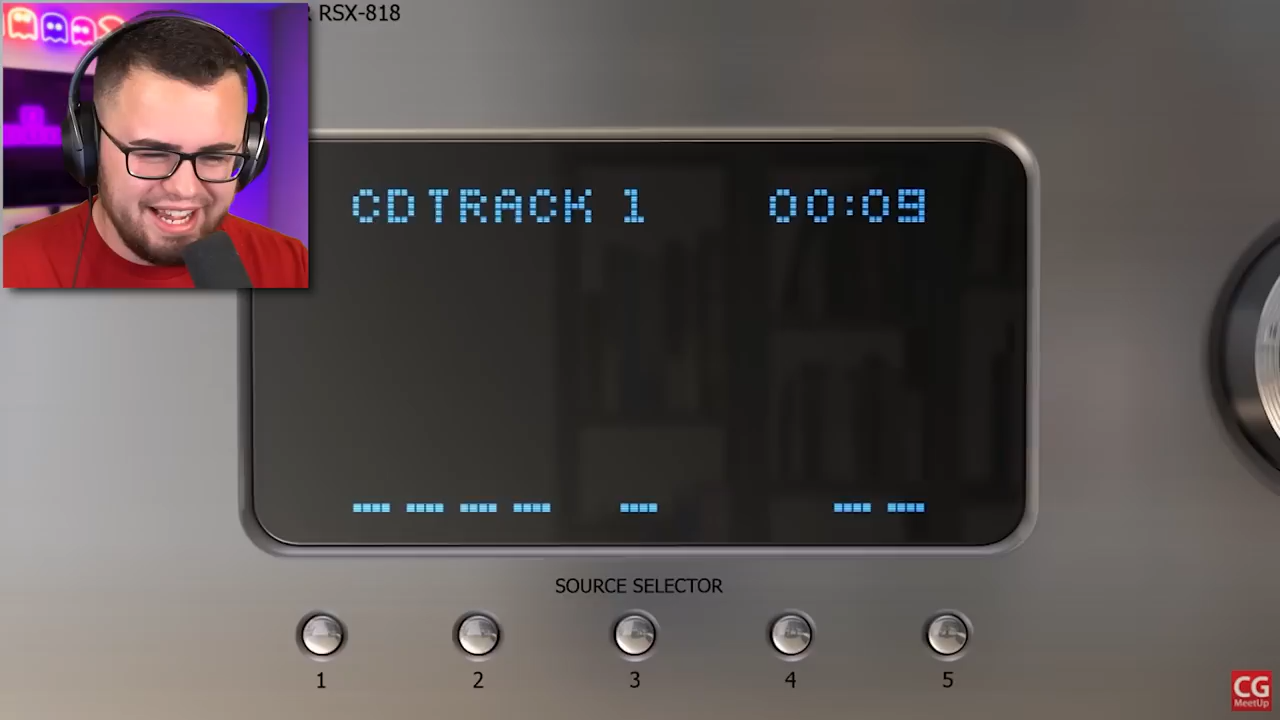 RSX-818
CDTRACK 1 00:09
SOURCE SELECTOR
1 2 3 4 5
CG
MeetUp